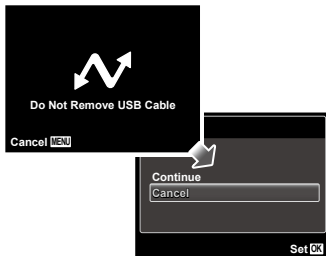 Do Not Remove USB Cable
Cancel MENU
Continue
Cancel
Set OK